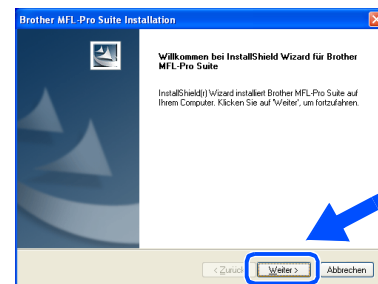 Brother MFL-Pro Suite Installation
Willkommen bei InstallShield Wizard für Brother
MFL-Pro Suite
InstallShield(r) Wizard installiert Brother MFL-Pro Suite auf
Ihrem Computer. Klicken Sie auf 'Weiter', um fortzufahren.
< Zurück Weiter > Abbrechen